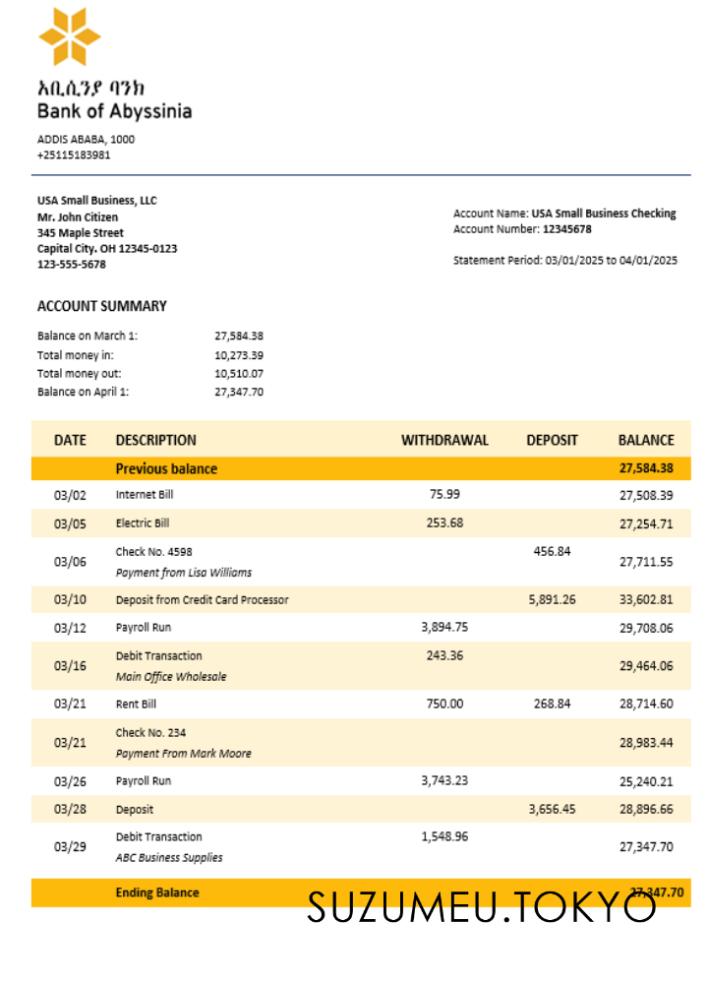 አቢሲንያ ባንክ
Bank of Abyssinia
ADDIS ABABA, 1000
+25115183981
USA Small Business, LLC
Mr. John Citizen
345 Maple Street
Capital City. OH 12345-0123
123-555-5678
Account Name: USA Small Business Checking
Account Number: 12345678
Statement Period: 03/01/2025 to 04/01/2025
ACCOUNT SUMMARY
Balance on March 1: 27,584.38
Total money in: 10,273.39
Total money out: 10,510.07
Balance on April 1: 27,347.70
DATE DESCRIPTION WITHDRAWAL DEPOSIT BALANCE
Previous balance 27,584.38
03/02 Internet Bill 75.99 27,508.39
03/05 Electric Bill 253.68 27,254.71
03/06 Check No. 4598 456.84 27,711.55
Payment from Lisa Williams
03/10 Deposit from Credit Card Processor 5,891.26 33,602.81
03/12 Payroll Run 3,894.75 29,708.06
03/16 Debit Transaction 243.36 29,464.06
Main Office Wholesale
03/21 Rent Bill 750.00 268.84 28,714.60
03/21 Check No. 234 28,983.44
Payment From Mark Moore
03/26 Payroll Run 3,743.23 25,240.21
03/28 Deposit 3,656.45 28,896.66
03/29 Debit Transaction 1,548.96 27,347.70
ABC Business Supplies
Ending Balance 27,347.70
SUZUMEU.TOKYO